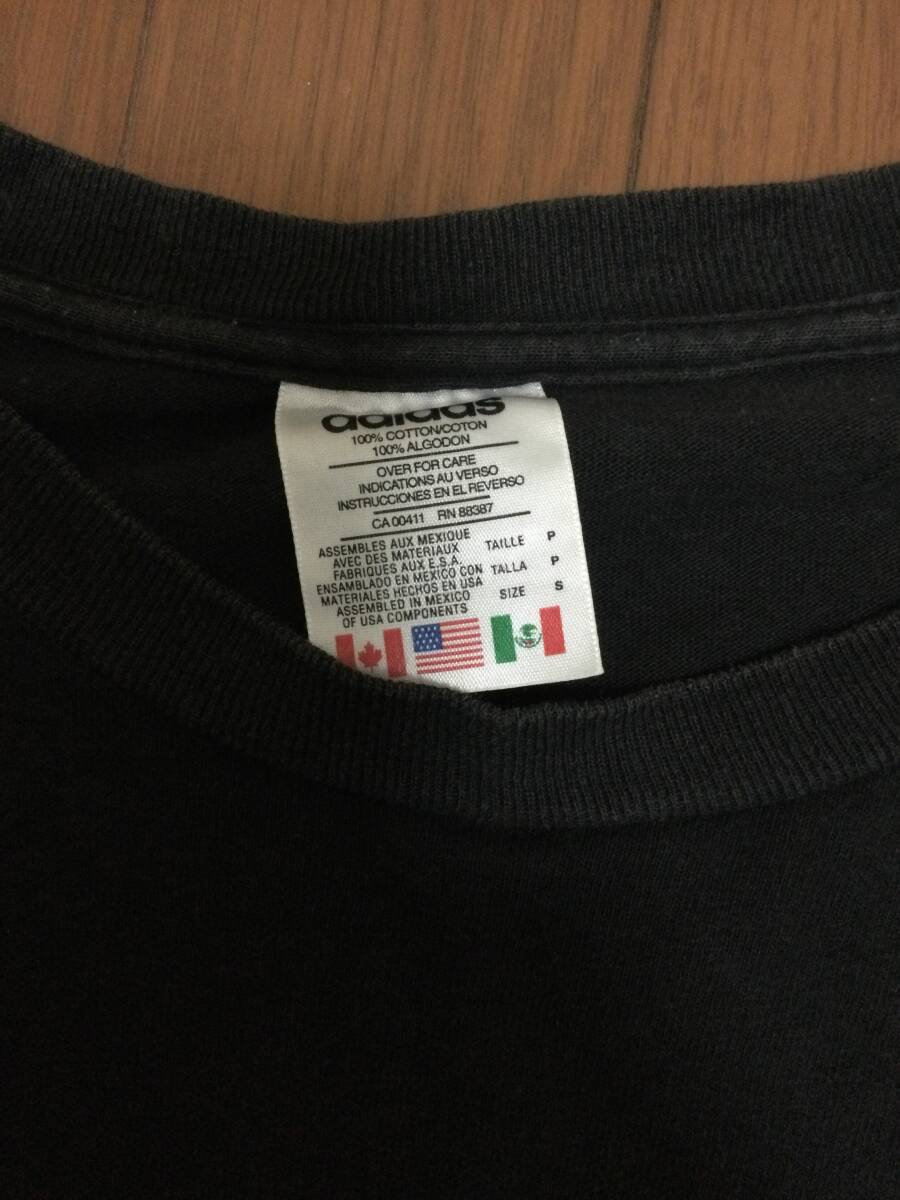 adidas
100% COTTON/COTON
100% ALGODON
OVER FOR CARE
INDICATIONS AU VERSO
INSTRUCCIONES EN EL REVERSO
CA 00411 RN 88387
ASSEMBLES AUX MEXIQUE
AVEC DES MATERIAUX
FABRIQUES AUX E.S.A.
ENSAMBLADO EN MEXICO CON
MATERIALES HECHOS EN USA
ASSEMBLED IN MEXICO
OF USA COMPONENTS
TAILLE P
TALLA P
SIZE S